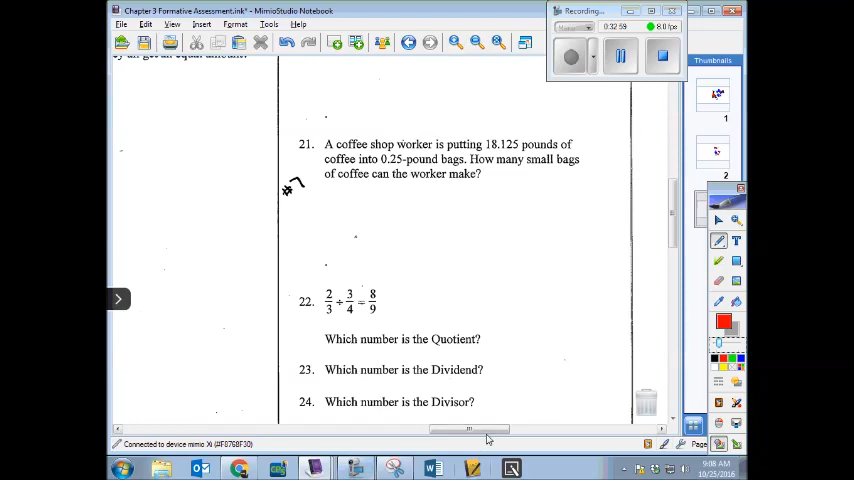 Chapter 3 Formative Assessment.ink* - MimioStudio Notebook
File Edit View Insert Format Tools Help
Recording...
0:32:59 8.0 fps
Thumbnails
1
2
21. A coffee shop worker is putting 18.125 pounds of
coffee into 0.25-pound bags. How many small bags
of coffee can the worker make?
#7
22. 2/3 ÷ 3/4 = 8/9
Which number is the Quotient?
23. Which number is the Dividend?
24. Which number is the Divisor?
Connected to device mimio Xi (#F8768F30)
Page
9:08 AM
10/25/2016